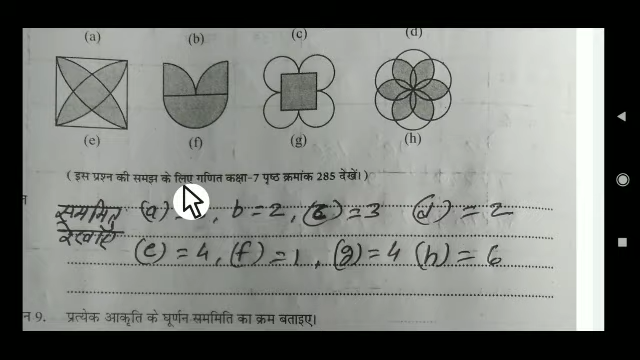 (a) (b) (c) (d)
(e) (f) (g) (h)
( इस प्रश्न की समझ के लिए गणित कक्षा-7 पृष्ठ क्रमांक 285 देखें। )
सममित (a) = , b = 2, (c) = 3 (d) = 2
रेखाएँ (e) = 4, (f) = 1, (g) = 4 (h) = 6
न 9. प्रत्येक आकृति के घूर्णन सममिति का क्रम बताइए।